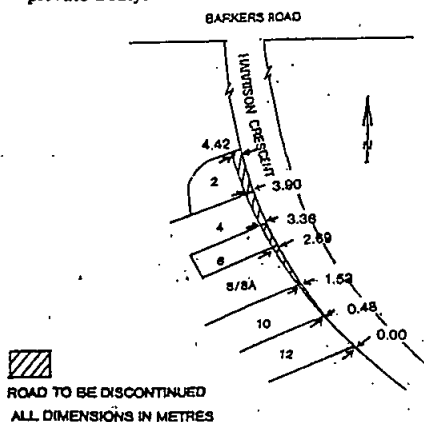 BARKERS ROAD
HARRISON CRESCENT
4.42
2
3.90
4
3.36
6
2.69
8/8A
1.53
10
0.48
12
0.00
N
ROAD TO BE DISCONTINUED
ALL DIMENSIONS IN METRES